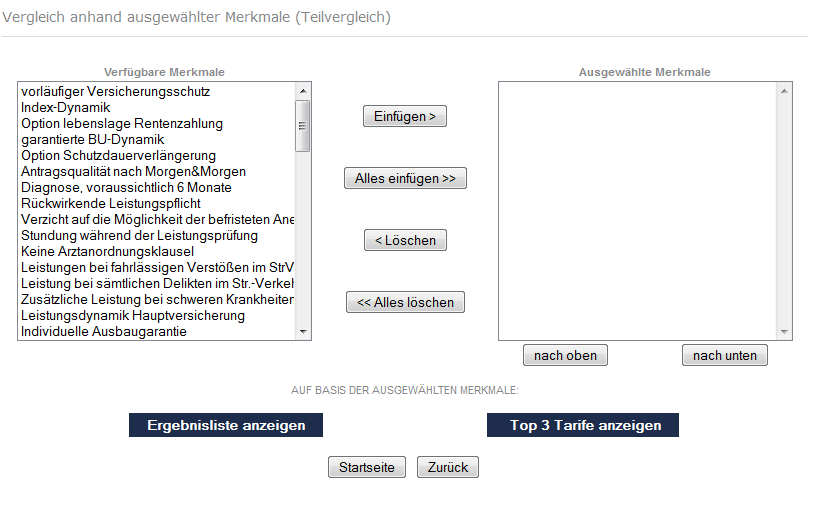 Vergleich anhand ausgewählter Merkmale (Teilvergleich)
Verfügbare Merkmale
vorläufiger Versicherungsschutz
Index-Dynamik
Option lebenslage Rentenzahlung
garantierte BU-Dynamik
Option Schutzdauerverlängerung
Antragsqualität nach Morgen&Morgen
Diagnose, voraussichtlich 6 Monate
Rückwirkende Leistungspflicht
Verzicht auf die Möglichkeit der befristeten Ane
Stundung während der Leistungsprüfung
Keine Arztanordnungsklausel
Leistungen bei fahrlässigen Verstößen im StrV
Leistung bei sämtlichen Delikten im Str.-Verkeh
Zusätzliche Leistung bei schweren Krankheiten
Leistungsdynamik Hauptversicherung
Individuelle Ausbaugarantie
Einfügen >
Alles einfügen >>
< Löschen
<< Alles löschen
Ausgewählte Merkmale
nach oben
nach unten
AUF BASIS DER AUSGEWÄHLTEN MERKMALE:
Ergebnisliste anzeigen
Top 3 Tarife anzeigen
Startseite
Zurück